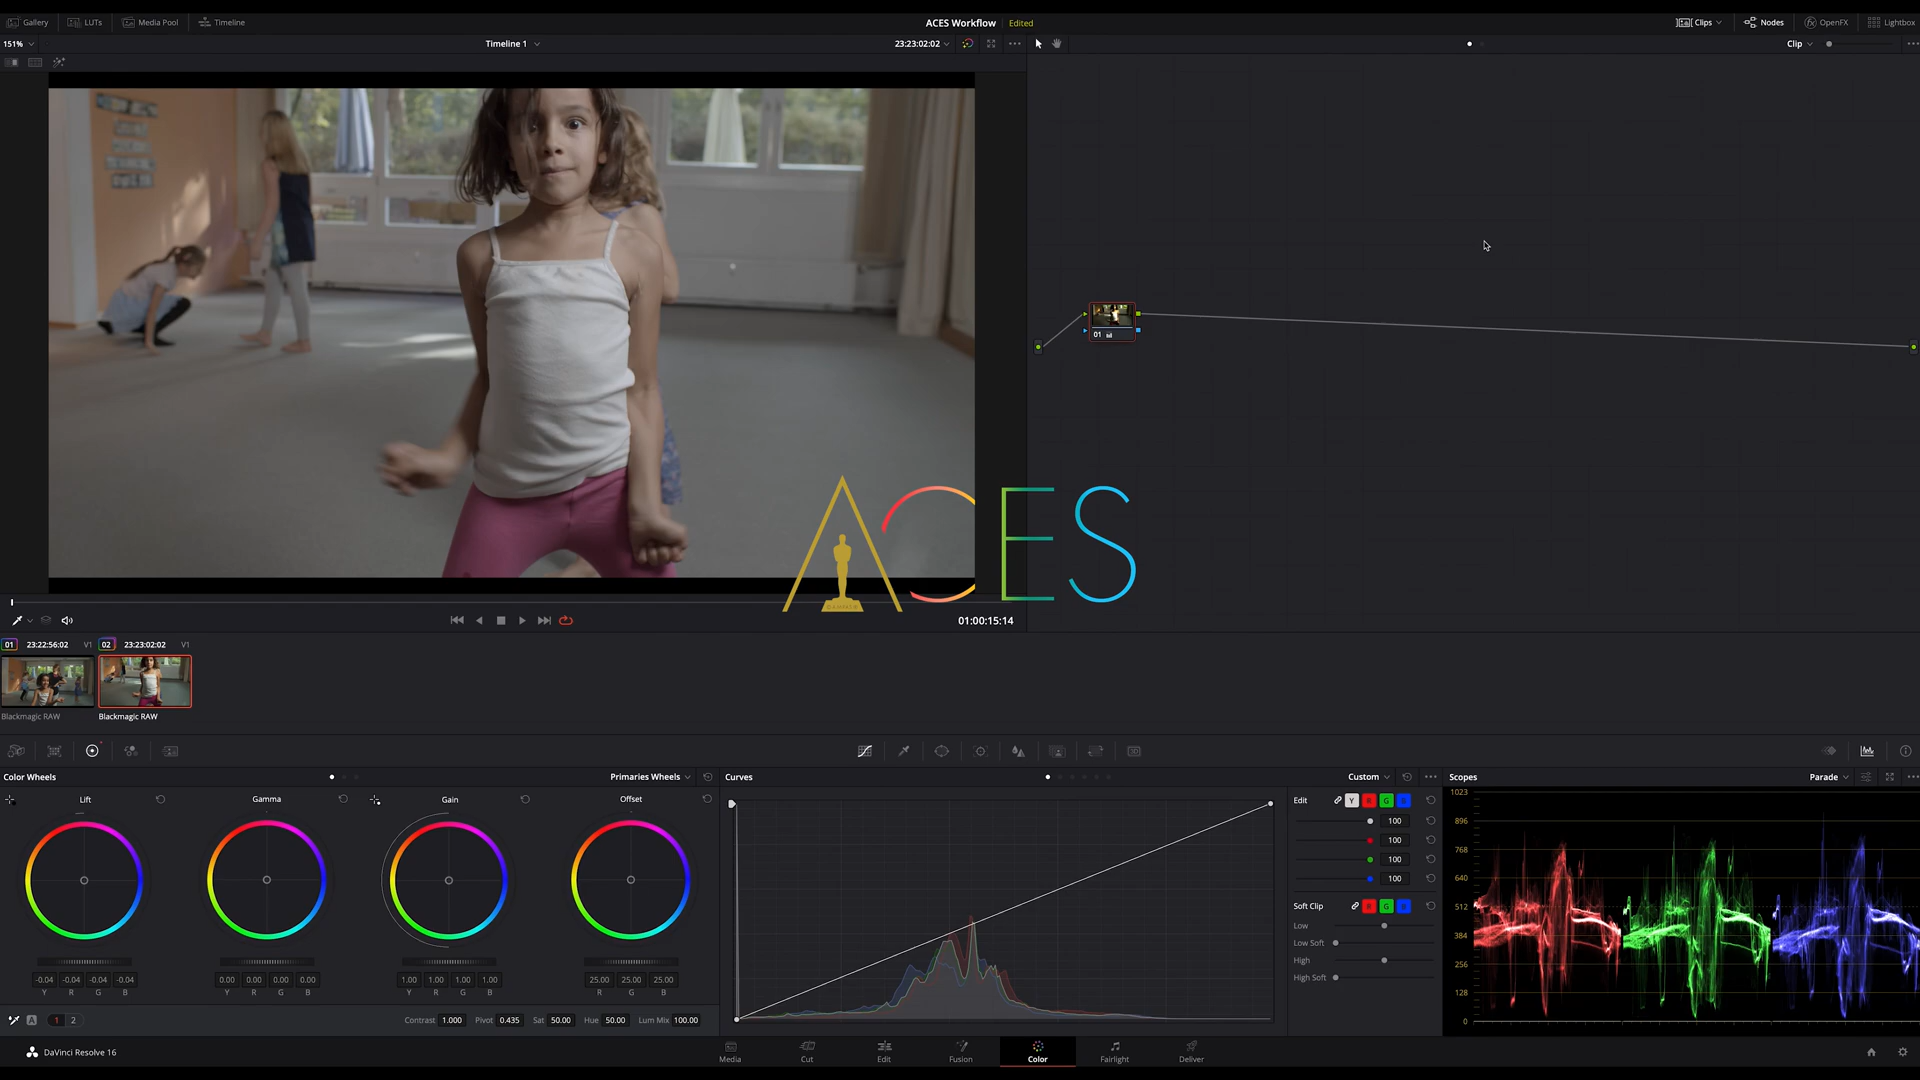 Gallery LUTs Media Pool Timeline ACES Workflow Edited Clips Nodes OpenFX Lightbox
151% Timeline 1 23:23:02:02 Clip
01
ACES
01:00:15:14
01 23:22:56:02 V1 02 23:23:02:02 V1
Blackmagic RAW Blackmagic RAW
Color Wheels Primaries Wheels Curves Custom Scopes Parade
Lift Gamma Gain Offset
Edit Y R G B
100
100
100
100
Soft Clip R G B
Low
Low Soft
High
High Soft
1023
896
768
640
512
384
256
128
0
-0.04 -0.04 -0.04 -0.04 0.00 0.00 0.00 0.00 1.00 1.00 1.00 1.00 25.00 25.00 25.00
Y R G B Y R G B Y R G B R G B
A 1 2 Contrast 1.000 Pivot 0.435 Sat 50.00 Hue 50.00 Lum Mix 100.00
DaVinci Resolve 16 Media Cut Edit Fusion Color Fairlight Deliver